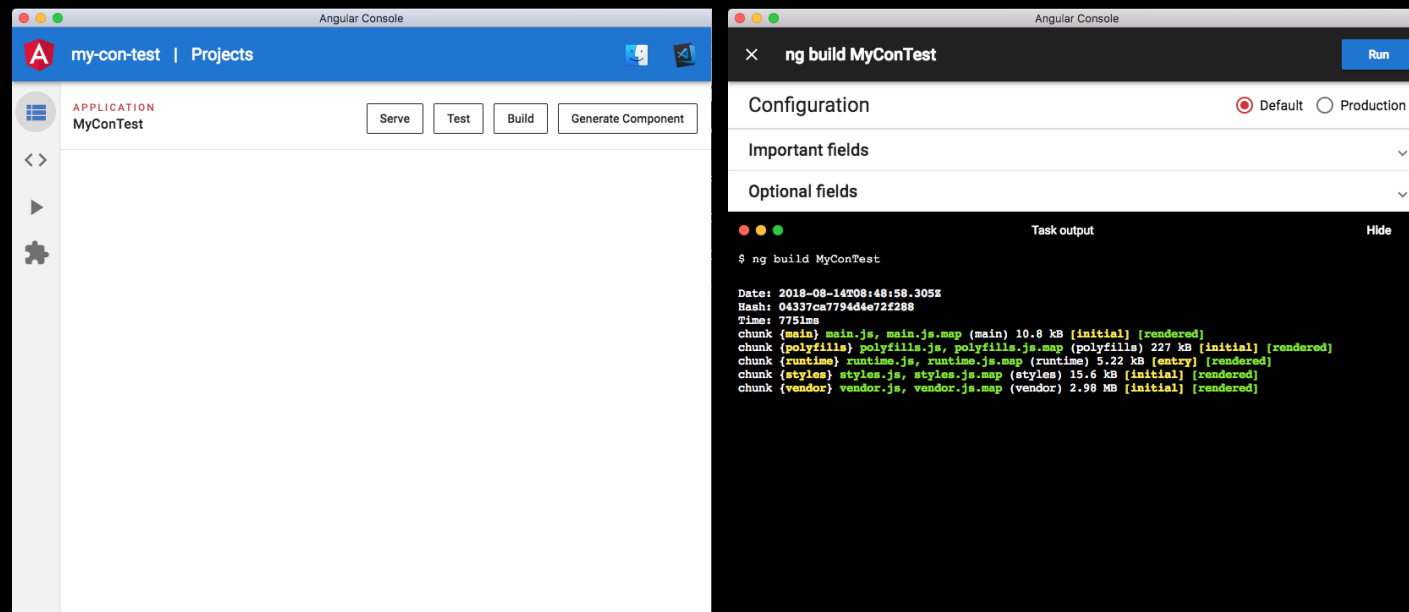 Angular Console
my-con-test | Projects
APPLICATION
MyConTest
Serve
Test
Build
Generate Component
Angular Console
ng build MyConTest
Run
Configuration
Default
Production
Important fields
Optional fields
Task output
Hide
$ ng build MyConTest
Date: 2018-08-14T08:48:58.305Z
Hash: 04337ca7794d4e72f288
Time: 7751ms
chunk {main} main.js, main.js.map (main) 10.8 kB [initial] [rendered]
chunk {polyfills} polyfills.js, polyfills.js.map (polyfills) 227 kB [initial] [rendered]
chunk {runtime} runtime.js, runtime.js.map (runtime) 5.22 kB [entry] [rendered]
chunk {styles} styles.js, styles.js.map (styles) 15.6 kB [initial] [rendered]
chunk {vendor} vendor.js, vendor.js.map (vendor) 2.98 MB [initial] [rendered]